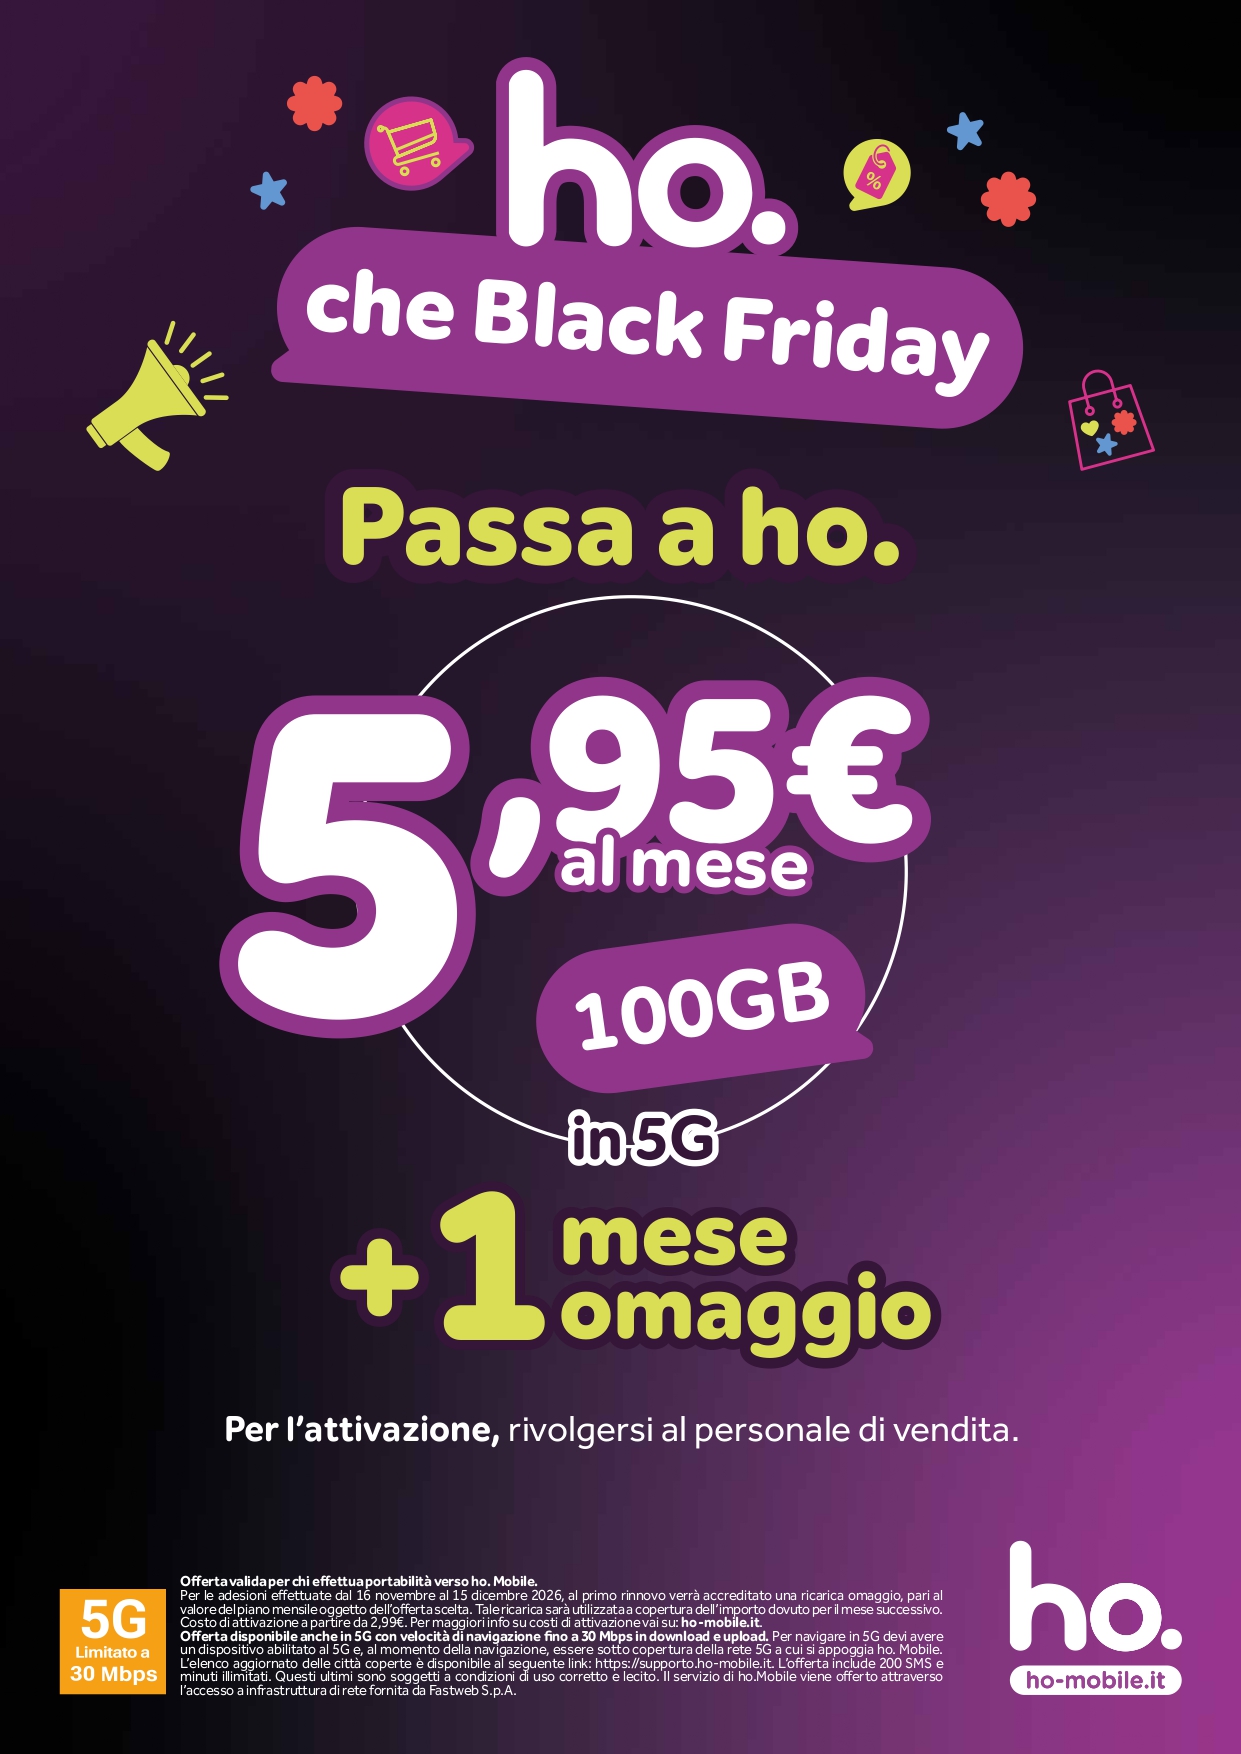 ho.
che Black Friday
%
Passa a ho.
5,95€
al mese
100GB
in 5G
+1 mese
omaggio
Per l'attivazione, rivolgersi al personale di vendita.
5G
Limitato a
30 Mbps
Offerta valida per chi effettua portabilità verso ho. Mobile.
Per le adesioni effettuate dal 16 novembre al 15 dicembre 2026, al primo rinnovo verrà accreditato una ricarica omaggio, pari al
valore del piano mensile oggetto dell'offerta scelta. Tale ricarica sarà utilizzata a copertura dell'importo dovuto per il mese successivo.
Costo di attivazione a partire da 2,99€. Per maggiori info su costi di attivazione vai su: ho-mobile.it.
Offerta disponibile anche in 5G con velocità di navigazione fino a 30 Mbps in download e upload. Per navigare in 5G devi avere
un dispositivo abilitato al 5G e, al momento della navigazione, essere sotto copertura della rete 5G a cui si appoggia ho. Mobile.
L'elenco aggiornato delle città coperte è disponibile al seguente link: https://supporto.ho-mobile.it. L'offerta include 200 SMS e
minuti illimitati. Questi ultimi sono soggetti a condizioni di uso corretto e lecito. Il servizio di ho.Mobile viene offerto attraverso
l'accesso a infrastruttura di rete fornita da Fastweb S.p.A.
ho.
ho-mobile.it